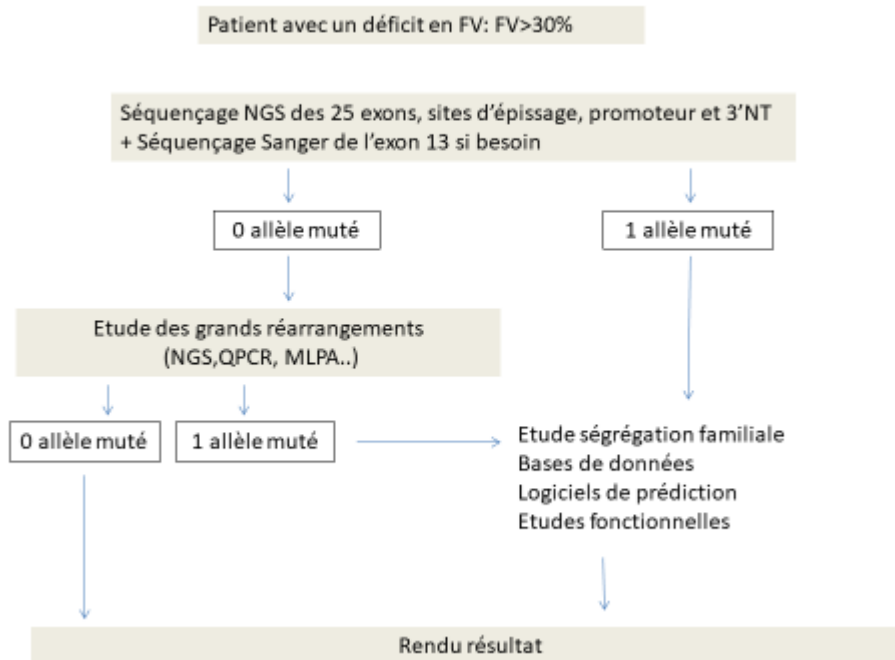 Patient avec un déficit en FV: FV>30%
Séquençage NGS des 25 exons, sites d'épissage, promoteur et 3'NT
+ Séquençage Sanger de l'exon 13 si besoin
0 allèle muté
1 allèle muté
Etude des grands réarrangements
(NGS,QPCR, MLPA..)
0 allèle muté
1 allèle muté
Etude ségrégation familiale
Bases de données
Logiciels de prédiction
Etudes fonctionnelles
Rendu résultat